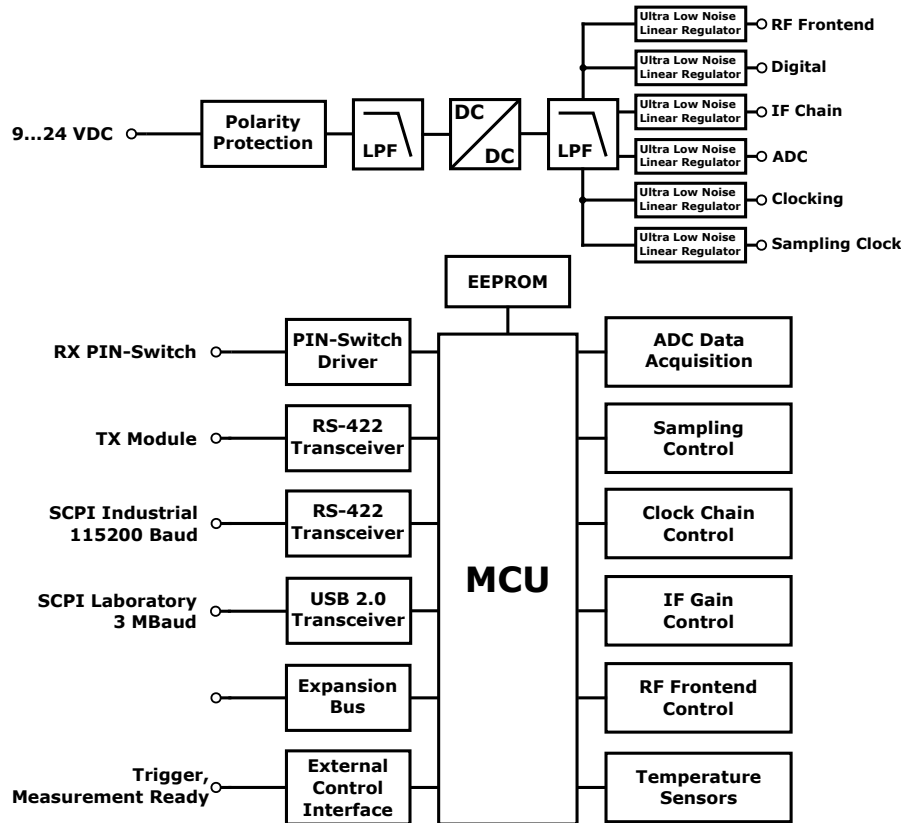 Ultra Low Noise
Linear Regulator
RF Frontend
Ultra Low Noise
Linear Regulator
Digital
Ultra Low Noise
Linear Regulator
IF Chain
Ultra Low Noise
Linear Regulator
ADC
Ultra Low Noise
Linear Regulator
Clocking
Ultra Low Noise
Linear Regulator
Sampling Clock
9...24 VDC
Polarity
Protection
LPF
DC
DC
LPF
EEPROM
MCU
RX PIN-Switch
PIN-Switch
Driver
TX Module
RS-422
Transceiver
SCPI Industrial
115200 Baud
RS-422
Transceiver
SCPI Laboratory
3 MBaud
USB 2.0
Transceiver
Expansion
Bus
Trigger,
Measurement Ready
External
Control
Interface
ADC Data
Acquisition
Sampling
Control
Clock Chain
Control
IF Gain
Control
RF Frontend
Control
Temperature
Sensors